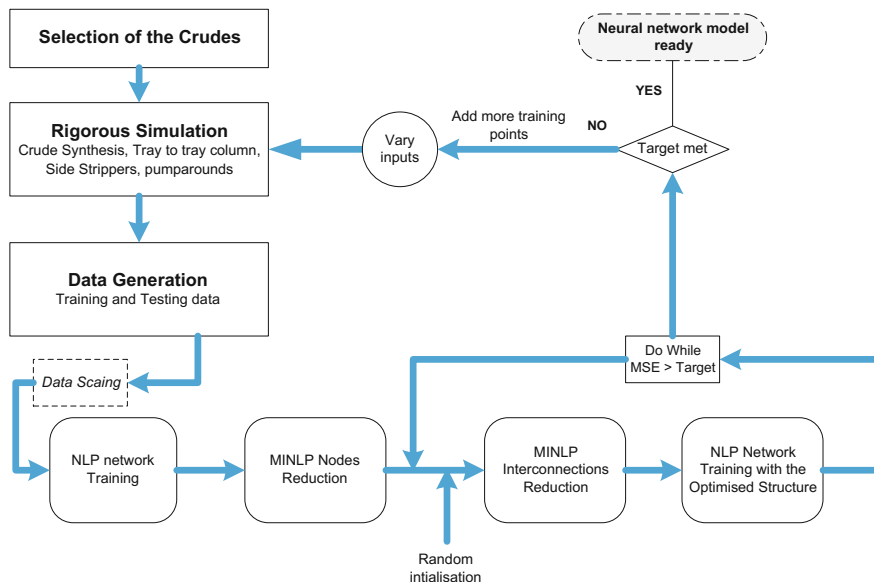 Selection of the Crudes
Neural network model
ready
YES
Rigorous Simulation
Crude Synthesis, Tray to tray column,
Side Strippers, pumparounds
Vary
inputs
Add more training
points
NO
Target met
Data Generation
Training and Testing data
Do While
MSE > Target
Data Scaing
NLP network
Training
MINLP Nodes
Reduction
MINLP
Interconnections
Reduction
NLP Network
Training with the
Optimised Structure
Random
intialisation